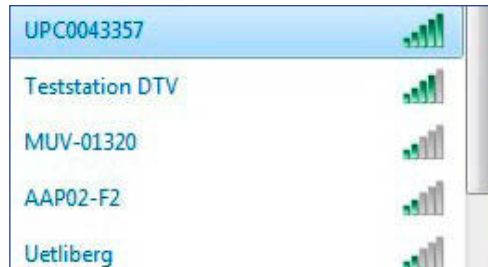 UPC0043357
Teststation DTV
MUV-01320
AAP02-F2
Uetliberg